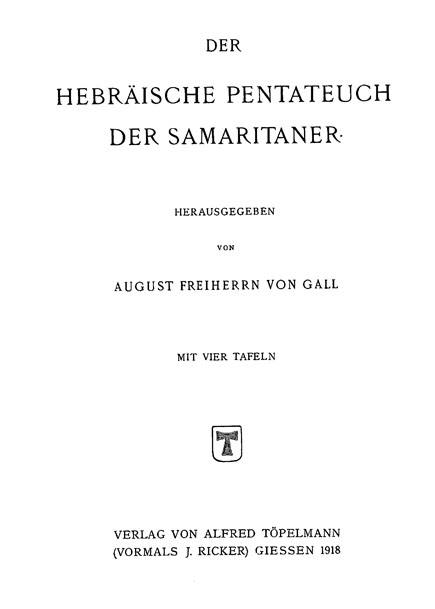 DER
HEBRÄISCHE PENTATEUCH
DER SAMARITANER
HERAUSGEGEBEN
VON
AUGUST FREIHERRN VON GALL
MIT VIER TAFELN
T
VERLAG VON ALFRED TÖPELMANN
(VORMALS J. RICKER) GIESSEN 1918